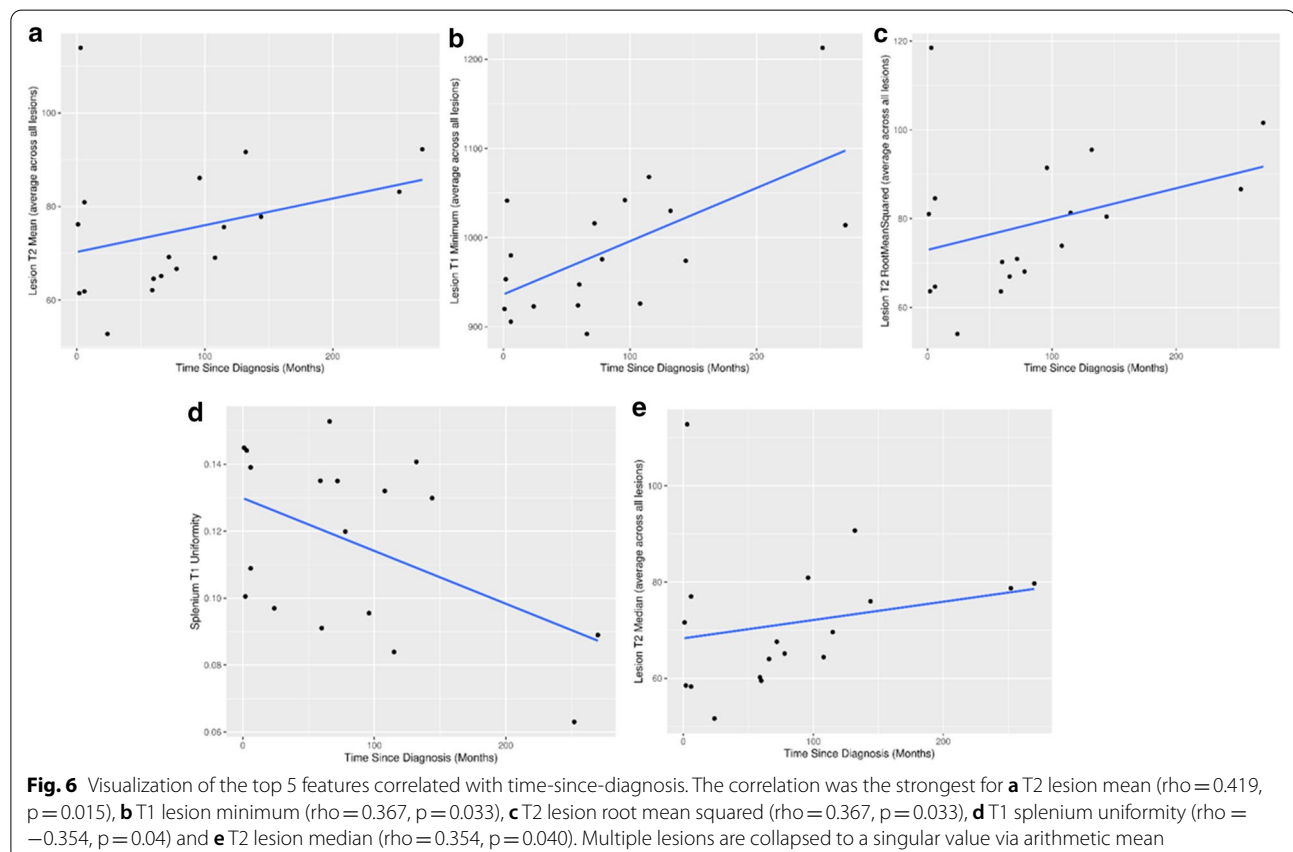 a
120
100
80
60
Lesion T2 Mean (average across all lesions)
0 100 200
Time Since Diagnosis (Months)
b
1200
1100
1000
900
Lesion T1 Minimum (average across all lesions)
0 100 200
Time Since Diagnosis (Months)
c
120
100
80
60
Lesion T2 RootMeanSquared (average across all lesions)
0 100 200
Time Since Diagnosis (Months)
d
0.14
0.12
0.10
0.08
0.06
Splenium T1 Uniformity
0 100 200
Time Since Diagnosis (Months)
e
100
80
60
Lesion T2 Median (average across all lesions)
0 100 200
Time Since Diagnosis (Months)
Fig. 6 Visualization of the top 5 features correlated with time-since-diagnosis. The correlation was the strongest for a T2 lesion mean (rho = 0.419,
p = 0.015), b T1 lesion minimum (rho = 0.367, p = 0.033), c T2 lesion root mean squared (rho = 0.367, p = 0.033), d T1 splenium uniformity (rho =
−0.354, p = 0.04) and e T2 lesion median (rho = 0.354, p = 0.040). Multiple lesions are collapsed to a singular value via arithmetic mean